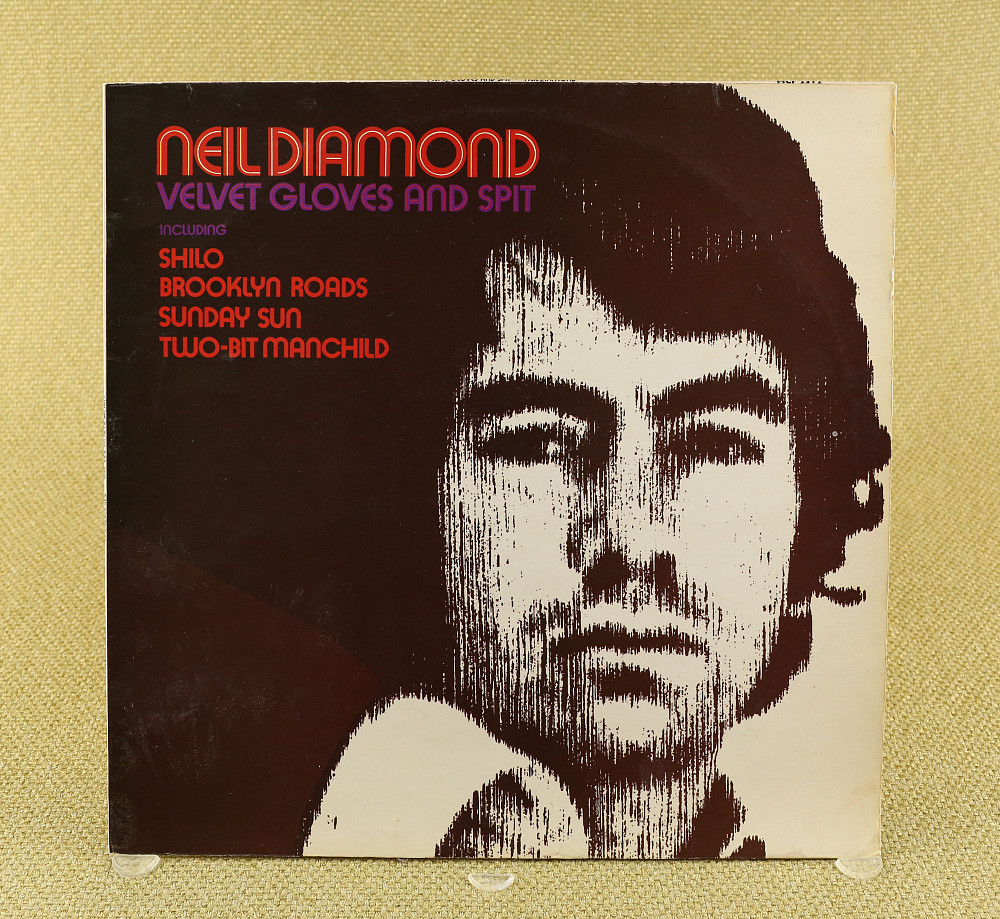 NEIL DIAMOND
VELVET GLOVES AND SPIT
INCLUDING
SHILO
BROOKLYN ROADS
SUNDAY SUN
TWO-BIT MANCHILD